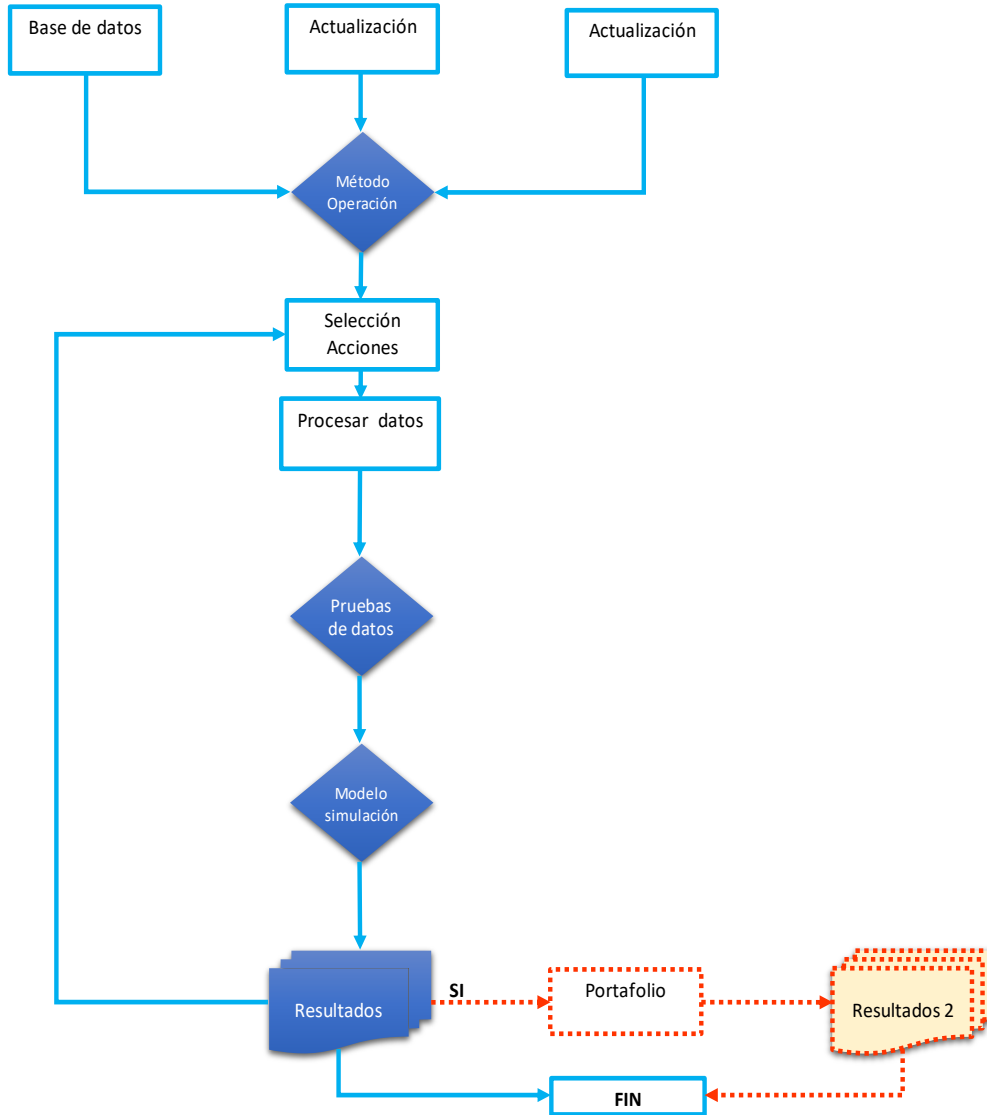 Base de datos
Actualización
Actualización
Método
Operación
Selección
Acciones
Procesar datos
Pruebas
de datos
Modelo
simulación
Resultados
SI
Portafolio
Resultados 2
FIN